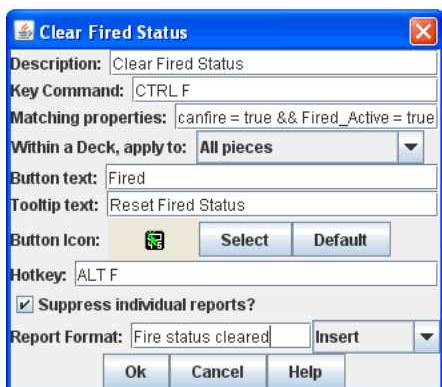 Clear Fired Status
Description: Clear Fired Status
Key Command: CTRL F
Matching properties: canfire = true && Fired_Active = true
Within a Deck, apply to: All pieces
Button text: Fired
Tooltip text: Reset Fired Status
Button Icon: Select Default
Hotkey: ALT F
Suppress individual reports?
Report Format: Fire status cleared Insert
Ok Cancel Help